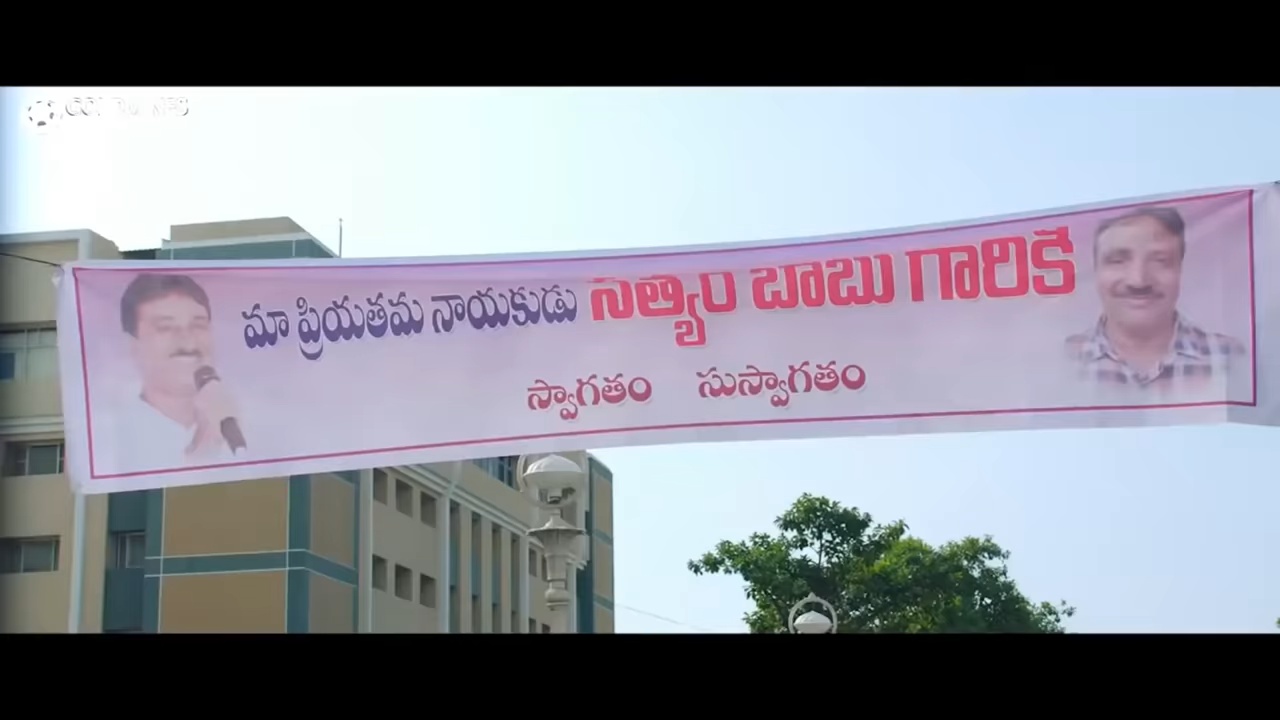 మా ప్రియతమ నాయకుడు సత్యం బాబు గారికే
స్వాగతం సుస్వాగతం